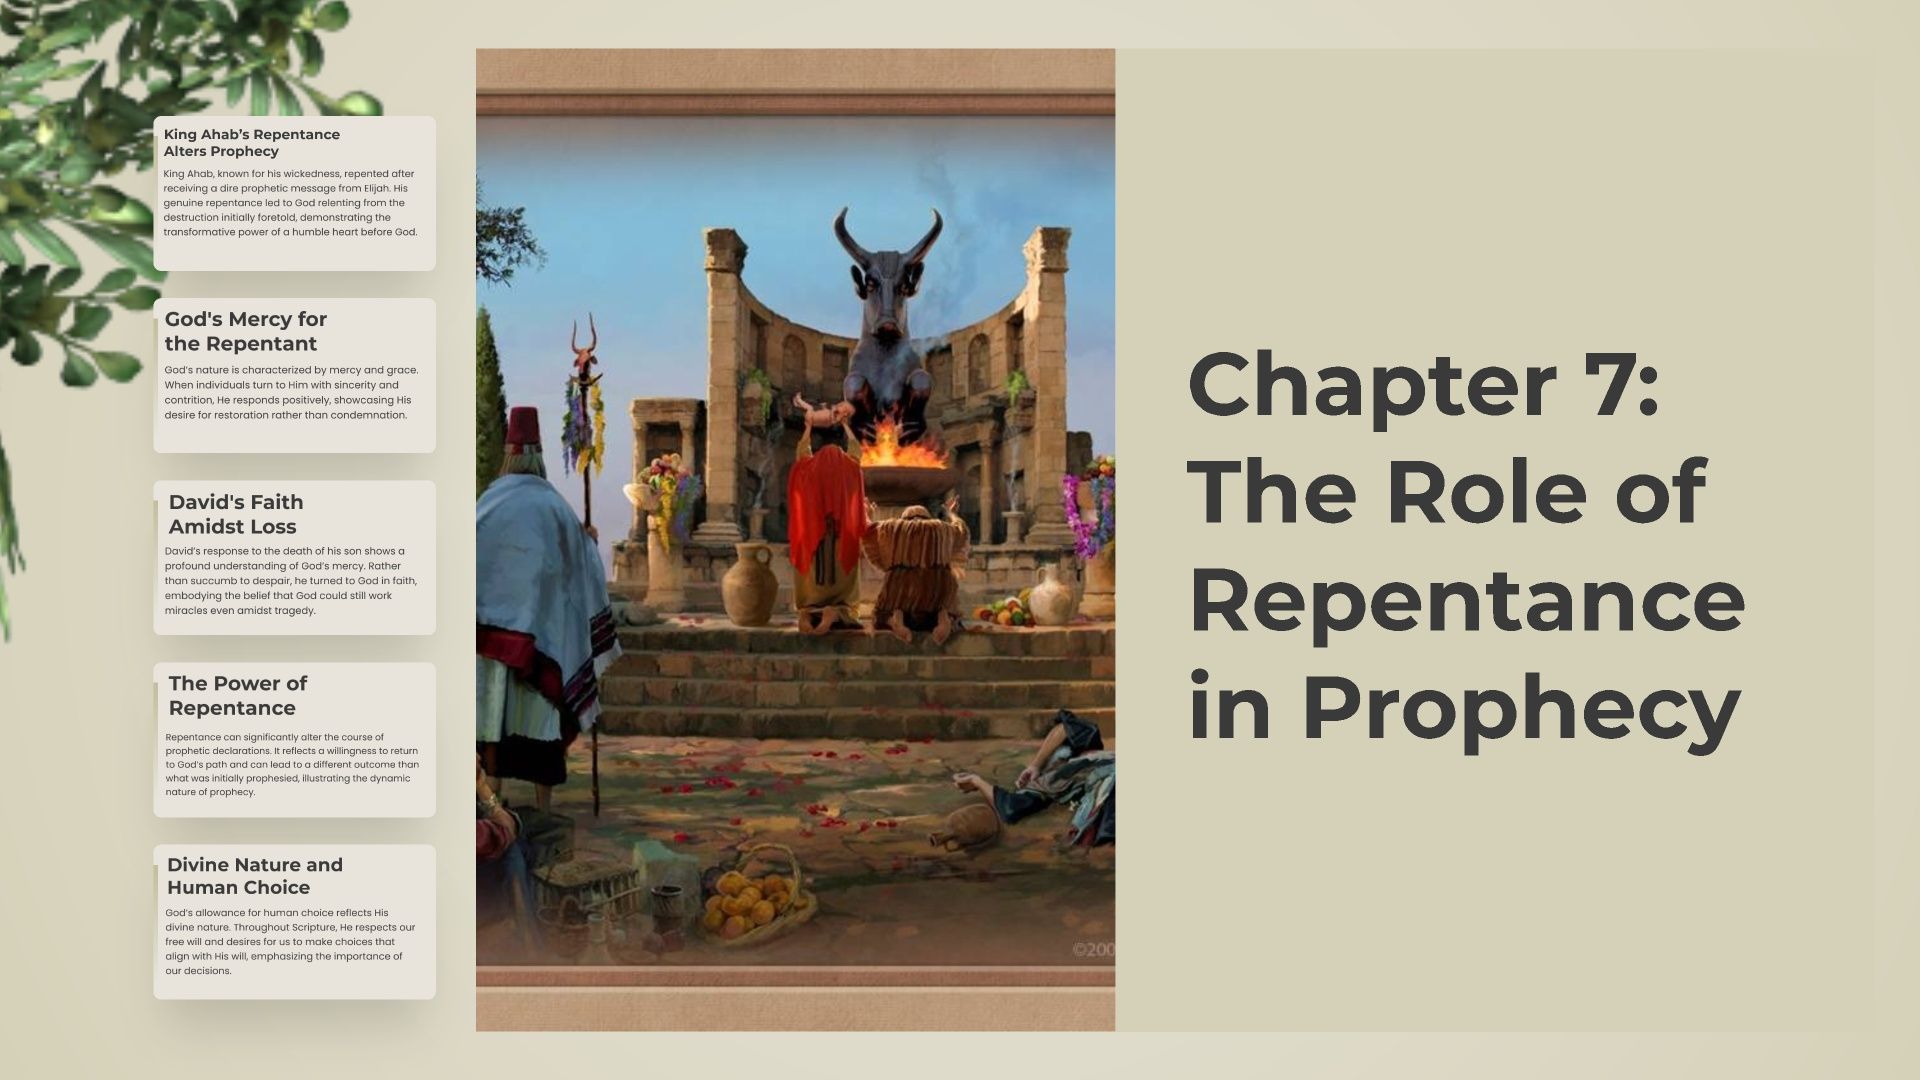 King Ahab’s Repentance
Alters Prophecy
King Ahab, known for his wickedness, repented after
receiving a dire prophetic message from Elijah. His
genuine repentance led to God relenting from the
destruction initially foretold, demonstrating the
transformative power of a humble heart before God.
God's Mercy for
the Repentant
God’s nature is characterized by mercy and grace.
When individuals turn to Him with sincerity and
contrition, He responds positively, showcasing His
desire for restoration rather than condemnation.
David's Faith
Amidst Loss
David’s response to the death of his son shows a
profound understanding of God’s mercy. Rather
than succumb to despair, he turned to God in faith,
embodying the belief that God could still work
miracles even amidst tragedy.
The Power of
Repentance
Repentance can significantly alter the course of
prophetic declarations. It reflects a willingness to return
to God’s path and can lead to a different outcome than
what was initially prophesied, illustrating the dynamic
nature of prophecy.
Divine Nature and
Human Choice
God’s allowance for human choice reflects His
divine nature. Throughout Scripture, He respects our
free will and desires for us to make choices that
align with His will, emphasizing the importance of
our decisions.
©200
Chapter 7:
The Role of
Repentance
in Prophecy